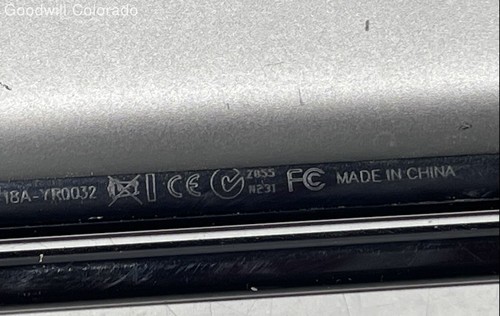 Goodwill Colorado
18A-YR0032 CE Z855 N231 FC MADE IN CHINA